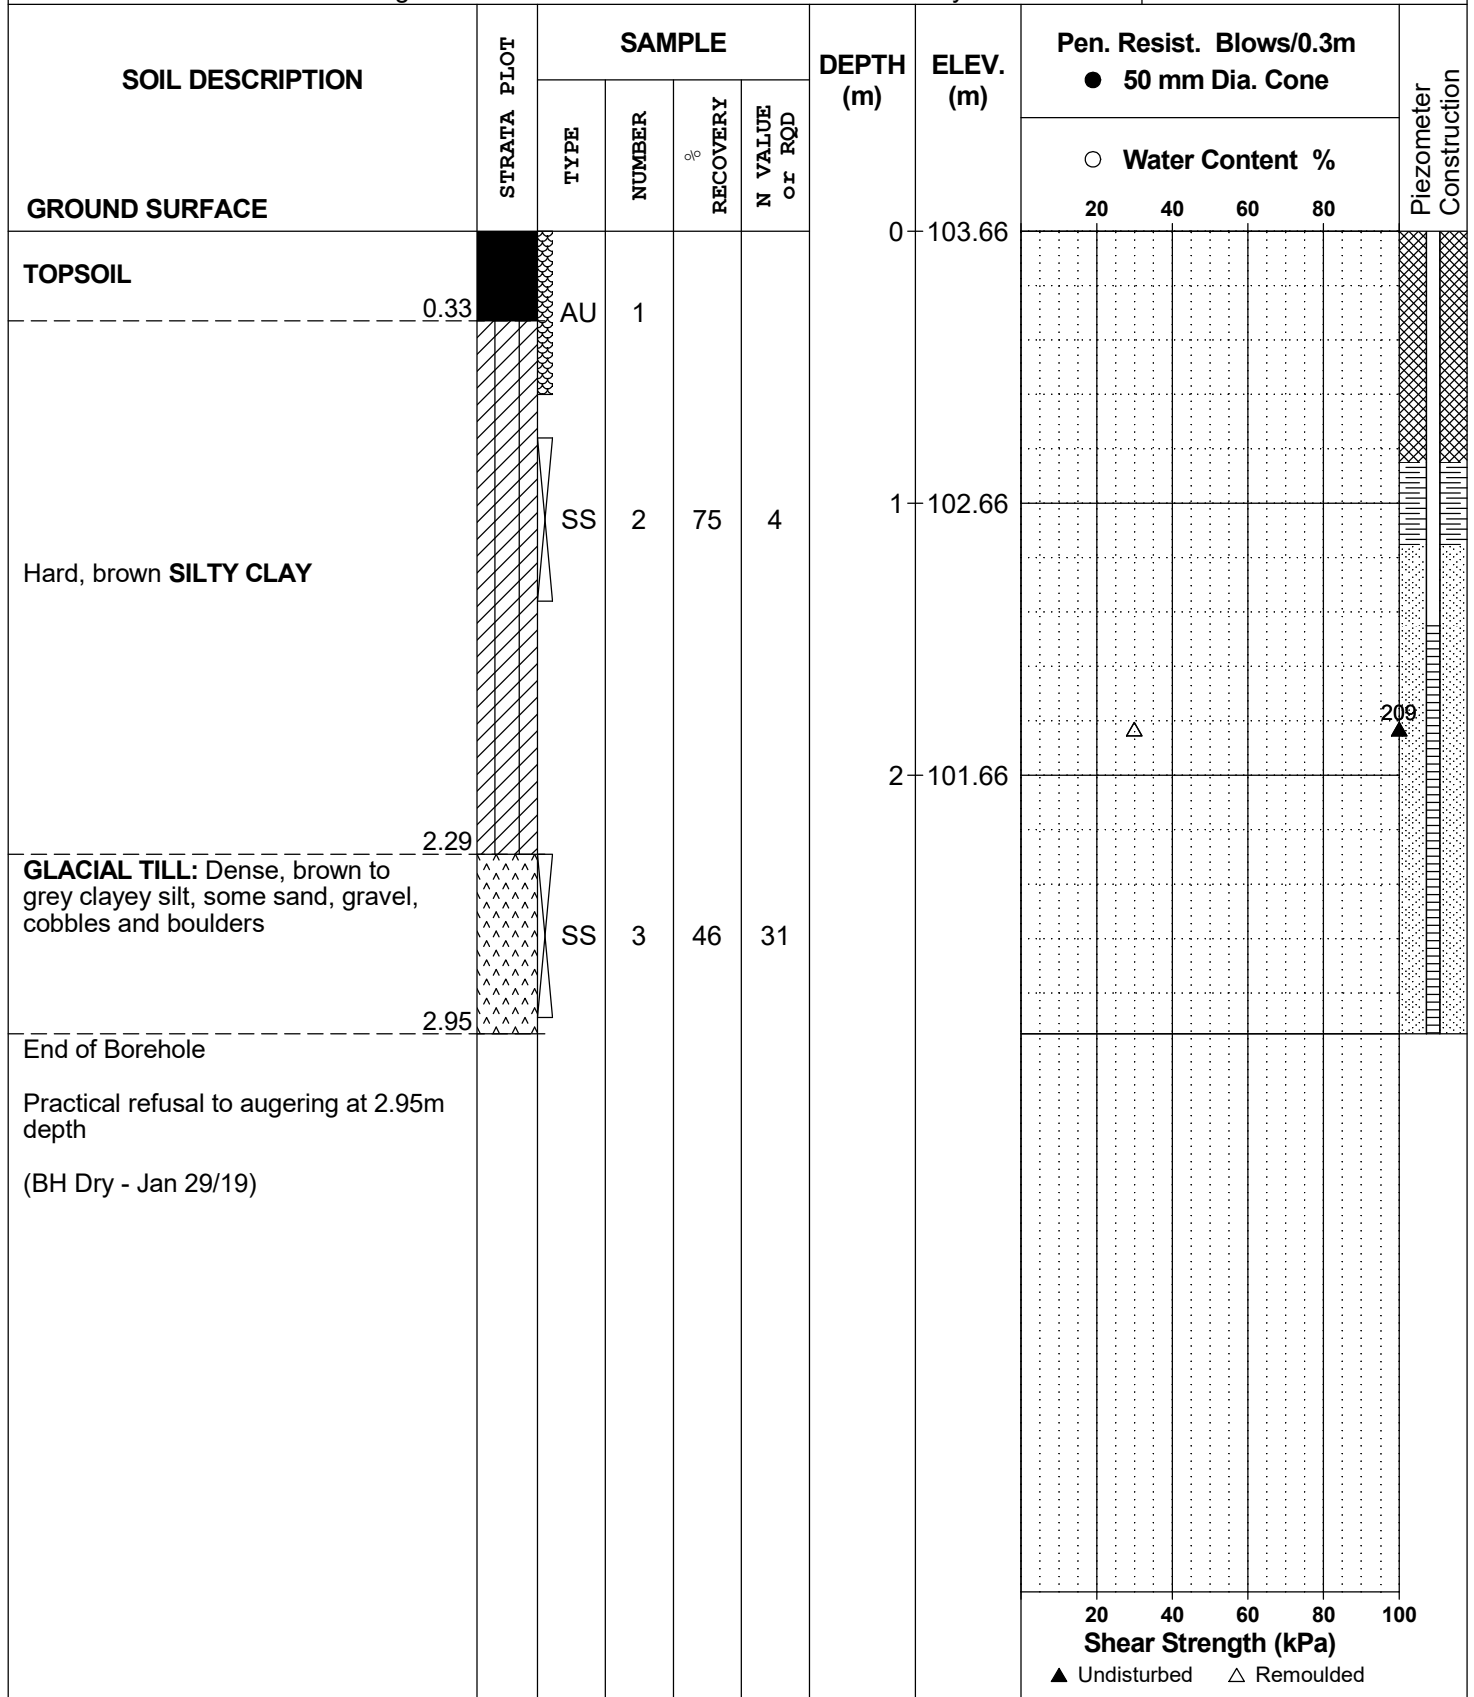 SOIL DESCRIPTION
GROUND SURFACE
STRATA PLOT
SAMPLE
TYPE
NUMBER
% RECOVERY
N VALUE or RQD
DEPTH (m)
ELEV. (m)
Pen. Resist. Blows/0.3m
● 50 mm Dia. Cone
○ Water Content %
20 40 60 80
Piezometer Construction
0 103.66
TOPSOIL
0.33
AU 1
1 102.66
SS 2 75 4
Hard, brown SILTY CLAY
209
2 101.66
2.29
GLACIAL TILL: Dense, brown to
grey clayey silt, some sand, gravel,
cobbles and boulders
SS 3 46 31
2.95
End of Borehole
Practical refusal to augering at 2.95m
depth
(BH Dry - Jan 29/19)
20 40 60 80 100
Shear Strength (kPa)
▲ Undisturbed △ Remoulded